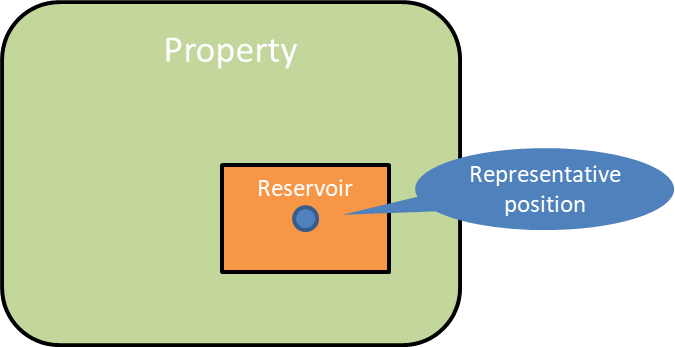 Property
Reservoir
Representative
position